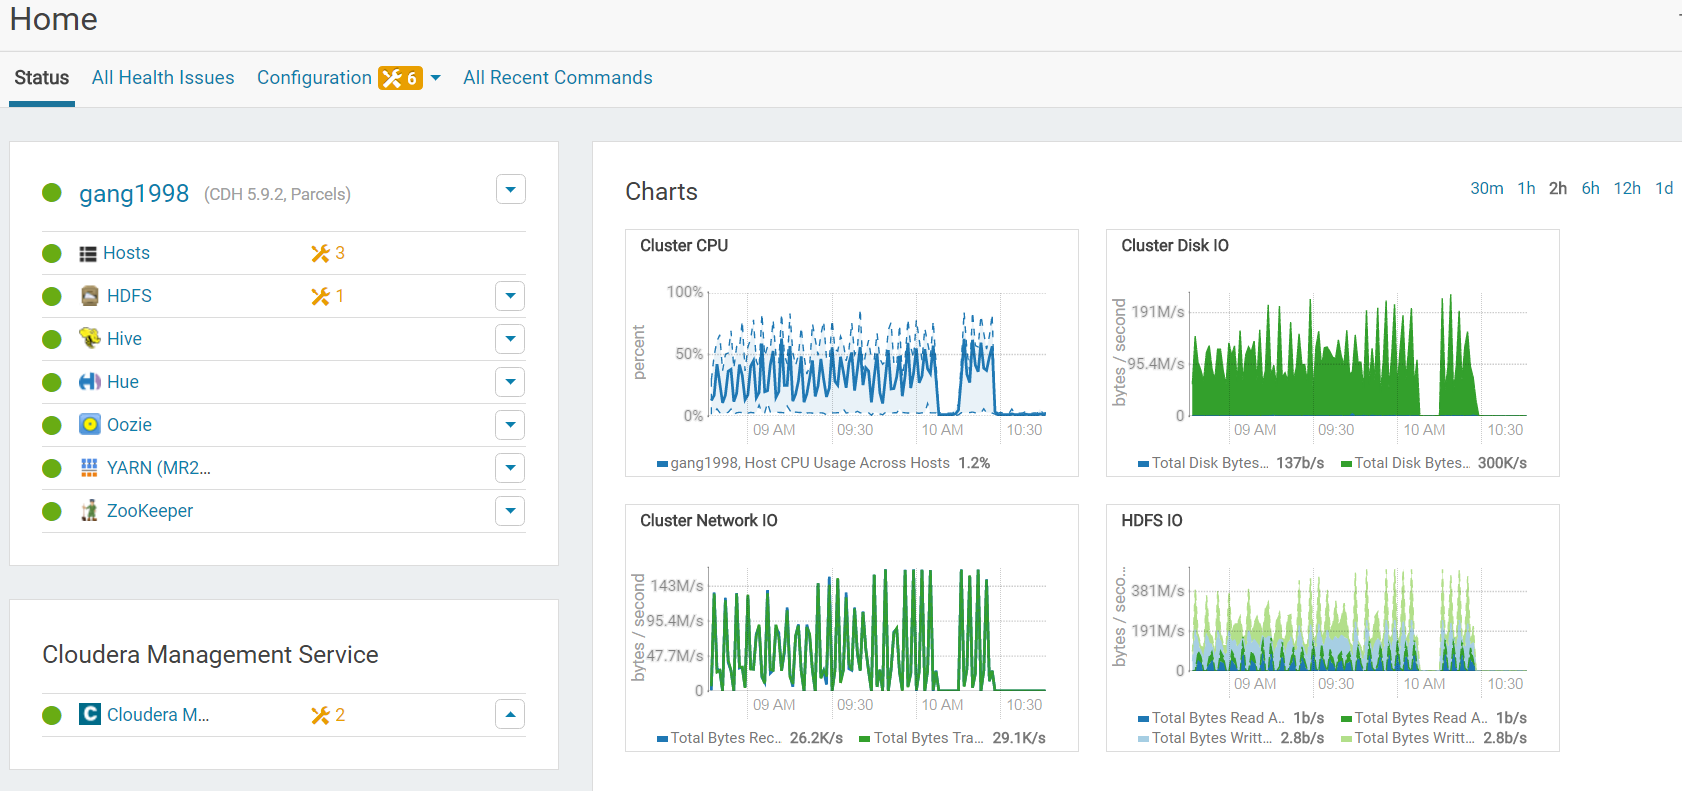 Home
Status All Health Issues Configuration 6 All Recent Commands
gang1998 (CDH 5.9.2, Parcels)
Hosts 3
HDFS 1
Hive
Hue
Oozie
YARN (MR2...
ZooKeeper
Cloudera Management Service
Cloudera M... 2
Charts
30m 1h 2h 6h 12h 1d
Cluster CPU
percent
100%
50%
0%
09 AM 09:30 10 AM 10:30
gang1998, Host CPU Usage Across Hosts 1.2%
Cluster Disk IO
bytes / second
191M/s
95.4M/s
0
09 AM 09:30 10 AM 10:30
Total Disk Bytes... 137b/s Total Disk Bytes... 300K/s
Cluster Network IO
bytes / second
143M/s
95.4M/s
47.7M/s
0
09 AM 09:30 10 AM 10:30
Total Bytes Rec... 26.2K/s Total Bytes Tra... 29.1K/s
HDFS IO
bytes / seco...
381M/s
191M/s
0
09 AM 09:30 10 AM 10:30
Total Bytes Read A.. 1b/s Total Bytes Read A.. 1b/s
Total Bytes Writt... 2.8b/s Total Bytes Writt... 2.8b/s